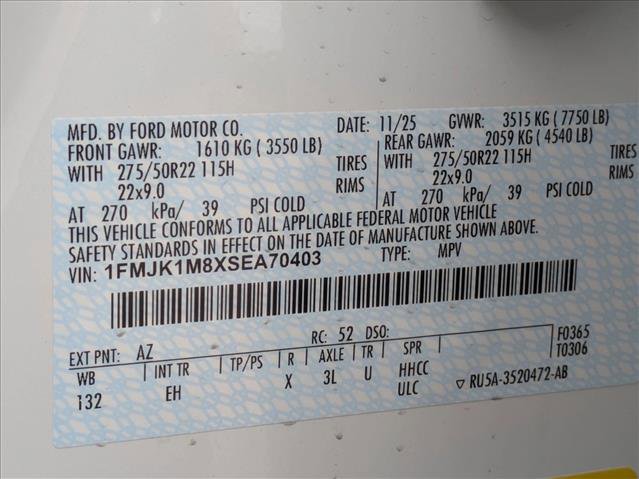 MFD. BY FORD MOTOR CO. DATE: 11/25 GVWR: 3515 KG ( 7750 LB)
FRONT GAWR: 1610 KG ( 3550 LB) REAR GAWR: 2059 KG ( 4540 LB)
WITH 275/50R22 115H TIRES WITH 275/50R22 115H TIRES
22x9.0 RIMS 22x9.0 RIMS
AT 270 kPa/ 39 PSI COLD AT 270 kPa/ 39 PSI COLD
THIS VEHICLE CONFORMS TO ALL APPLICABLE FEDERAL MOTOR VEHICLE
SAFETY STANDARDS IN EFFECT ON THE DATE OF MANUFACTURE SHOWN ABOVE.
VIN: 1FMJK1M8XSEA70403 TYPE: MPV
EXT PNT: AZ RC: 52 DSO: F0365
WB INT TR TP/PS R AXLE TR SPR T0306
132 EH X 3L U HHCC
ULC ▽ RU5A-3520472-AB